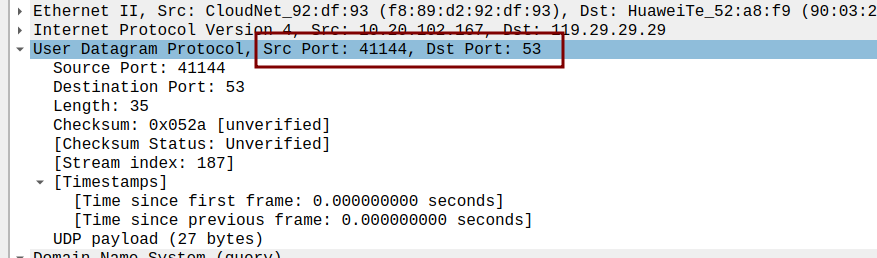 Ethernet II, Src: CloudNet_92:df:93 (f8:89:d2:92:df:93), Dst: HuaweiTe_52:a8:f9 (90:03:2
Internet Protocol Version 4, Src: 10.20.102.167, Dst: 119.29.29.29
User Datagram Protocol, Src Port: 41144, Dst Port: 53
Source Port: 41144
Destination Port: 53
Length: 35
Checksum: 0x052a [unverified]
[Checksum Status: Unverified]
[Stream index: 187]
[Timestamps]
[Time since first frame: 0.000000000 seconds]
[Time since previous frame: 0.000000000 seconds]
UDP payload (27 bytes)
Domain Name System (query)